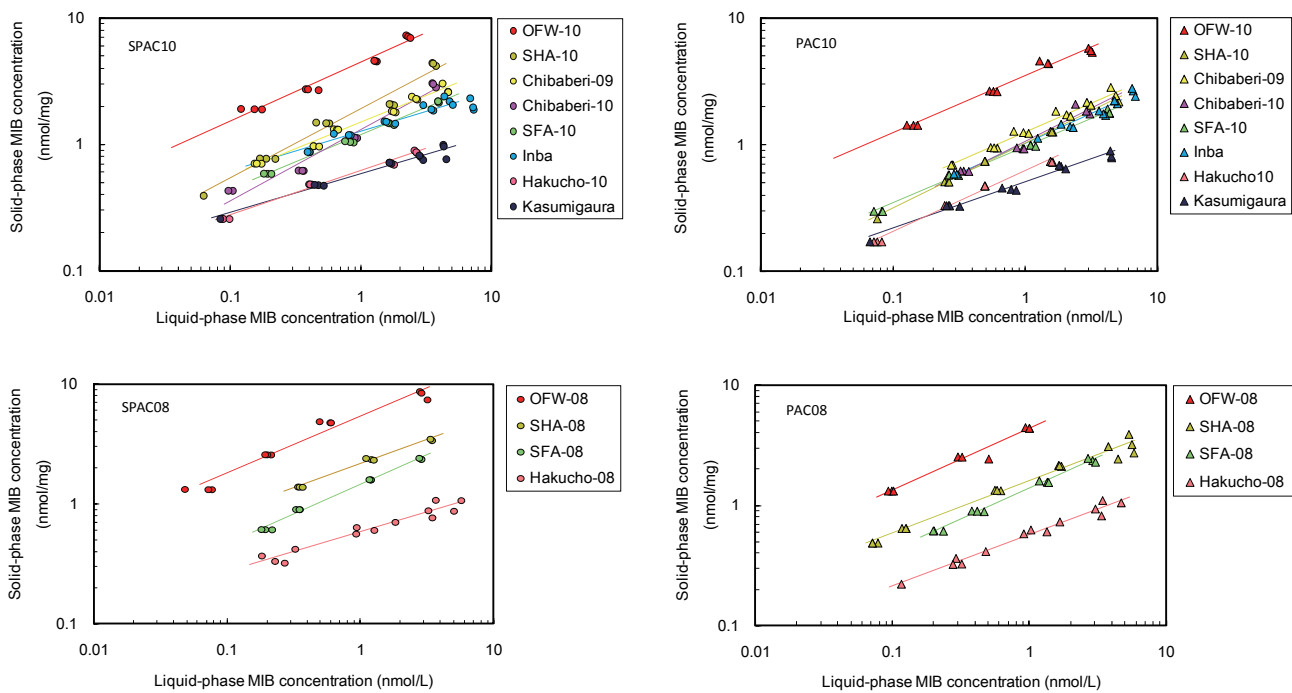 SPAC10
Solid-phase MIB concentration
(nmol/mg)
10
1
0.1
0.01
0.1
1
10
Liquid-phase MIB concentration (nmol/L)
OFW-10
SHA-10
Chibaberi-09
Chibaberi-10
SFA-10
Inba
Hakucho-10
Kasumigaura
PAC10
Solid-phase MIB concentration
(nmol/mg)
10
1
0.1
0.01
0.1
1
10
Liquid-phase MIB concentration (nmol/L)
OFW-10
SHA-10
Chibaberi-09
Chibaberi-10
SFA-10
Inba
Hakucho10
Kasumigaura
SPAC08
Solid-phase MIB concentration
(nmol/mg)
10
1
0.1
0.01
0.1
1
10
Liquid-phase MIB concentration (nmol/L)
OFW-08
SHA-08
SFA-08
Hakucho-08
PAC08
Solid-phase MIB concentration
(nmol/mg)
10
1
0.1
0.01
0.1
1
10
Liquid-phase MIB concentration (nmol/L)
OFW-08
SHA-08
SFA-08
Hakucho-08